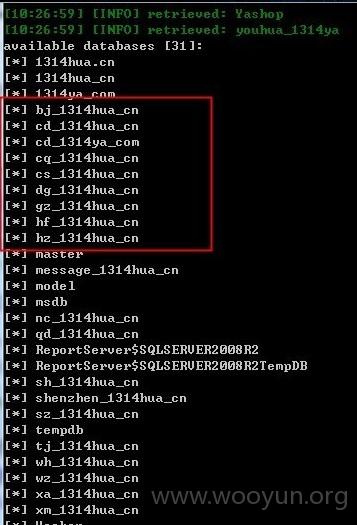 [10:26:59] [INFO] retrieved: Yashop
[10:26:59] [INFO] retrieved: youhua_1314ya
available databases [31]:
[*] 1314hua.cn
[*] 1314hua_cn
[*] 1314ya_com
[*] bj_1314hua_cn
[*] cd_1314hua_cn
[*] cd_1314ya_com
[*] cq_1314hua_cn
[*] cs_1314hua_cn
[*] dg_1314hua_cn
[*] gz_1314hua_cn
[*] hf_1314hua_cn
[*] hz_1314hua_cn
[*] master
[*] message_1314hua_cn
[*] model
[*] msdb
[*] nc_1314hua_cn
[*] qd_1314hua_cn
[*] ReportServer$SQLSERVER2008R2
[*] ReportServer$SQLSERVER2008R2TempDB
[*] sh_1314hua_cn
[*] shenzhen_1314hua_cn
[*] sz_1314hua_cn
[*] tempdb
[*] tj_1314hua_cn
[*] wh_1314hua_cn
[*] wz_1314hua_cn
[*] xa_1314hua_cn
[*] xm_1314hua_cn
www.wooyun.org